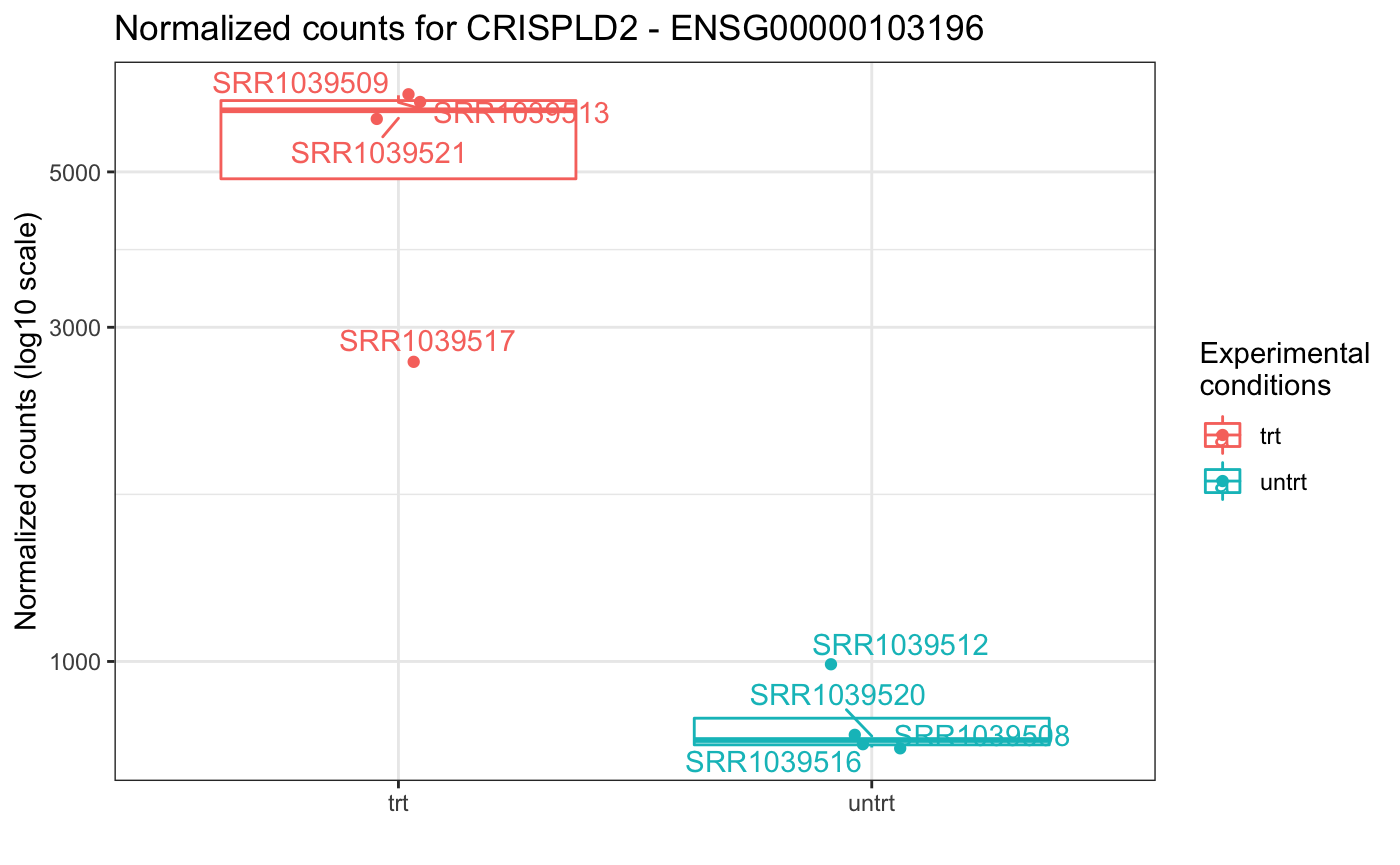 Normalized counts for CRISPLD2 - ENSG00000103196
Normalized counts (log10 scale)
5000
3000
1000
SRR1039509
SRR1039513
SRR1039521
SRR1039517
SRR1039512
SRR1039520
SRR1039508
SRR1039516
trt
untrt
Experimental
conditions
trt
untrt